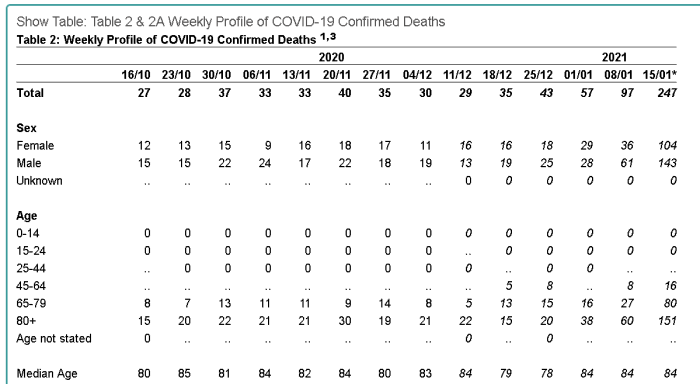 Show Table: Table 2 & 2A Weekly Profile of COVID-19 Confirmed Deaths
Table 2: Weekly Profile of COVID-19 Confirmed Deaths 1,3
2020 2021
16/10 23/10 30/10 06/11 13/11 20/11 27/11 04/12 11/12 18/12 25/12 01/01 08/01 15/01*
Total 27 28 37 33 33 40 35 30 29 35 43 57 97 247
Sex
Female 12 13 15 9 16 18 17 11 16 16 18 29 36 104
Male 15 15 22 24 17 22 18 19 13 19 25 28 61 143
Unknown .. .. .. .. .. .. .. .. 0 0 0 0 0 0
Age
0-14 0 0 0 0 0 0 0 0 0 0 0 0 0 0
15-24 0 0 0 0 0 0 0 0 .. 0 0 0 0 0
25-44 .. 0 0 0 0 0 0 0 0 .. 0 0 .. ..
45-64 .. .. .. .. .. .. .. .. .. 5 8 .. 8 16
65-79 8 7 13 11 11 9 14 8 5 13 15 16 27 80
80+ 15 20 22 21 21 30 19 21 22 15 20 38 60 151
Age not stated 0 .. .. .. .. .. .. .. 0 .. 0 .. .. ..
Median Age 80 85 81 84 82 84 80 83 84 79 78 84 84 84